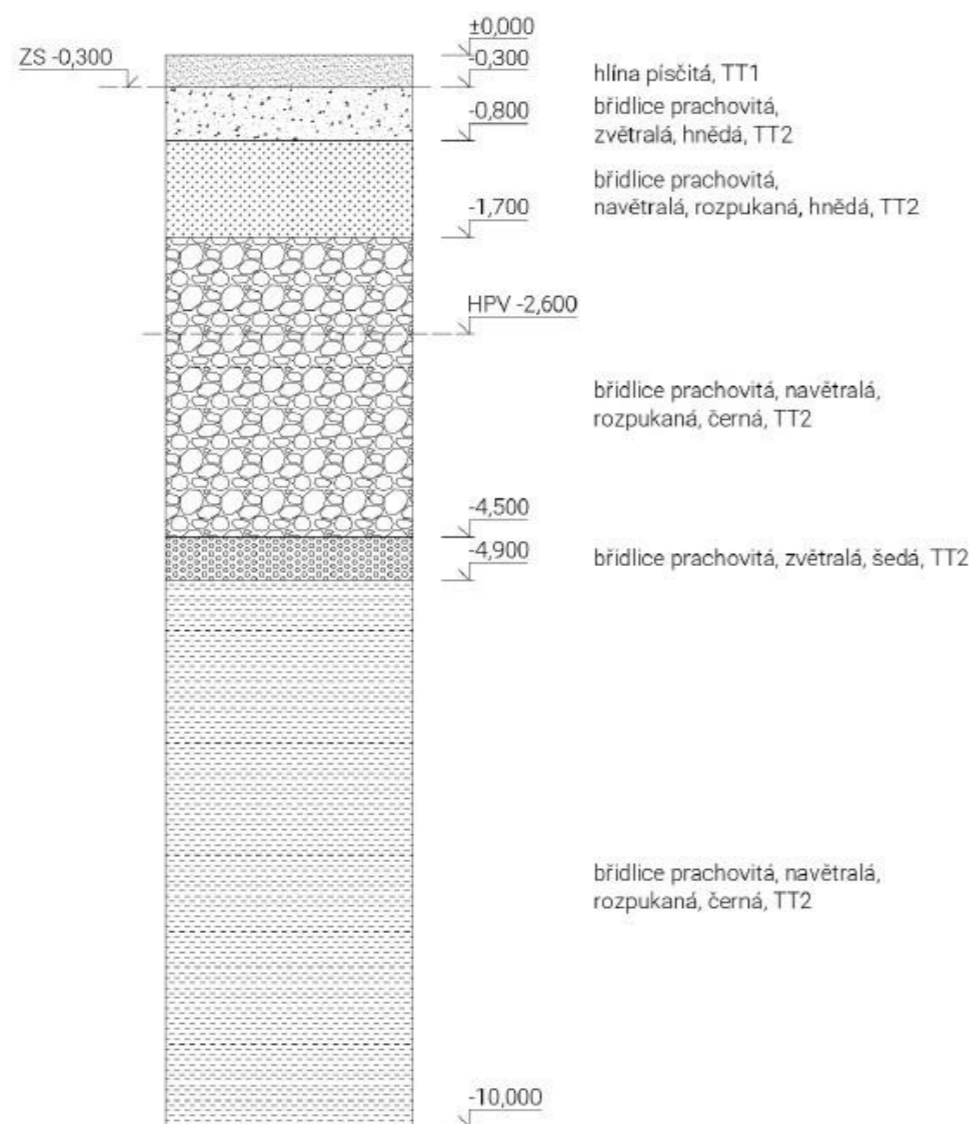 ±0,000
ZS -0,300
-0,300
hlína písčitá, TT1
-0,800
břidlice prachovitá,
zvětralá, hnědá, TT2
břidlice prachovitá,
navětralá, rozpukaná, hnědá, TT2
-1,700
HPV -2,600
břidlice prachovitá, navětralá,
rozpukaná, černá, TT2
-4,500
-4,900
břidlice prachovitá, zvětralá, šedá, TT2
břidlice prachovitá, navětralá,
rozpukaná, černá, TT2
-10,000